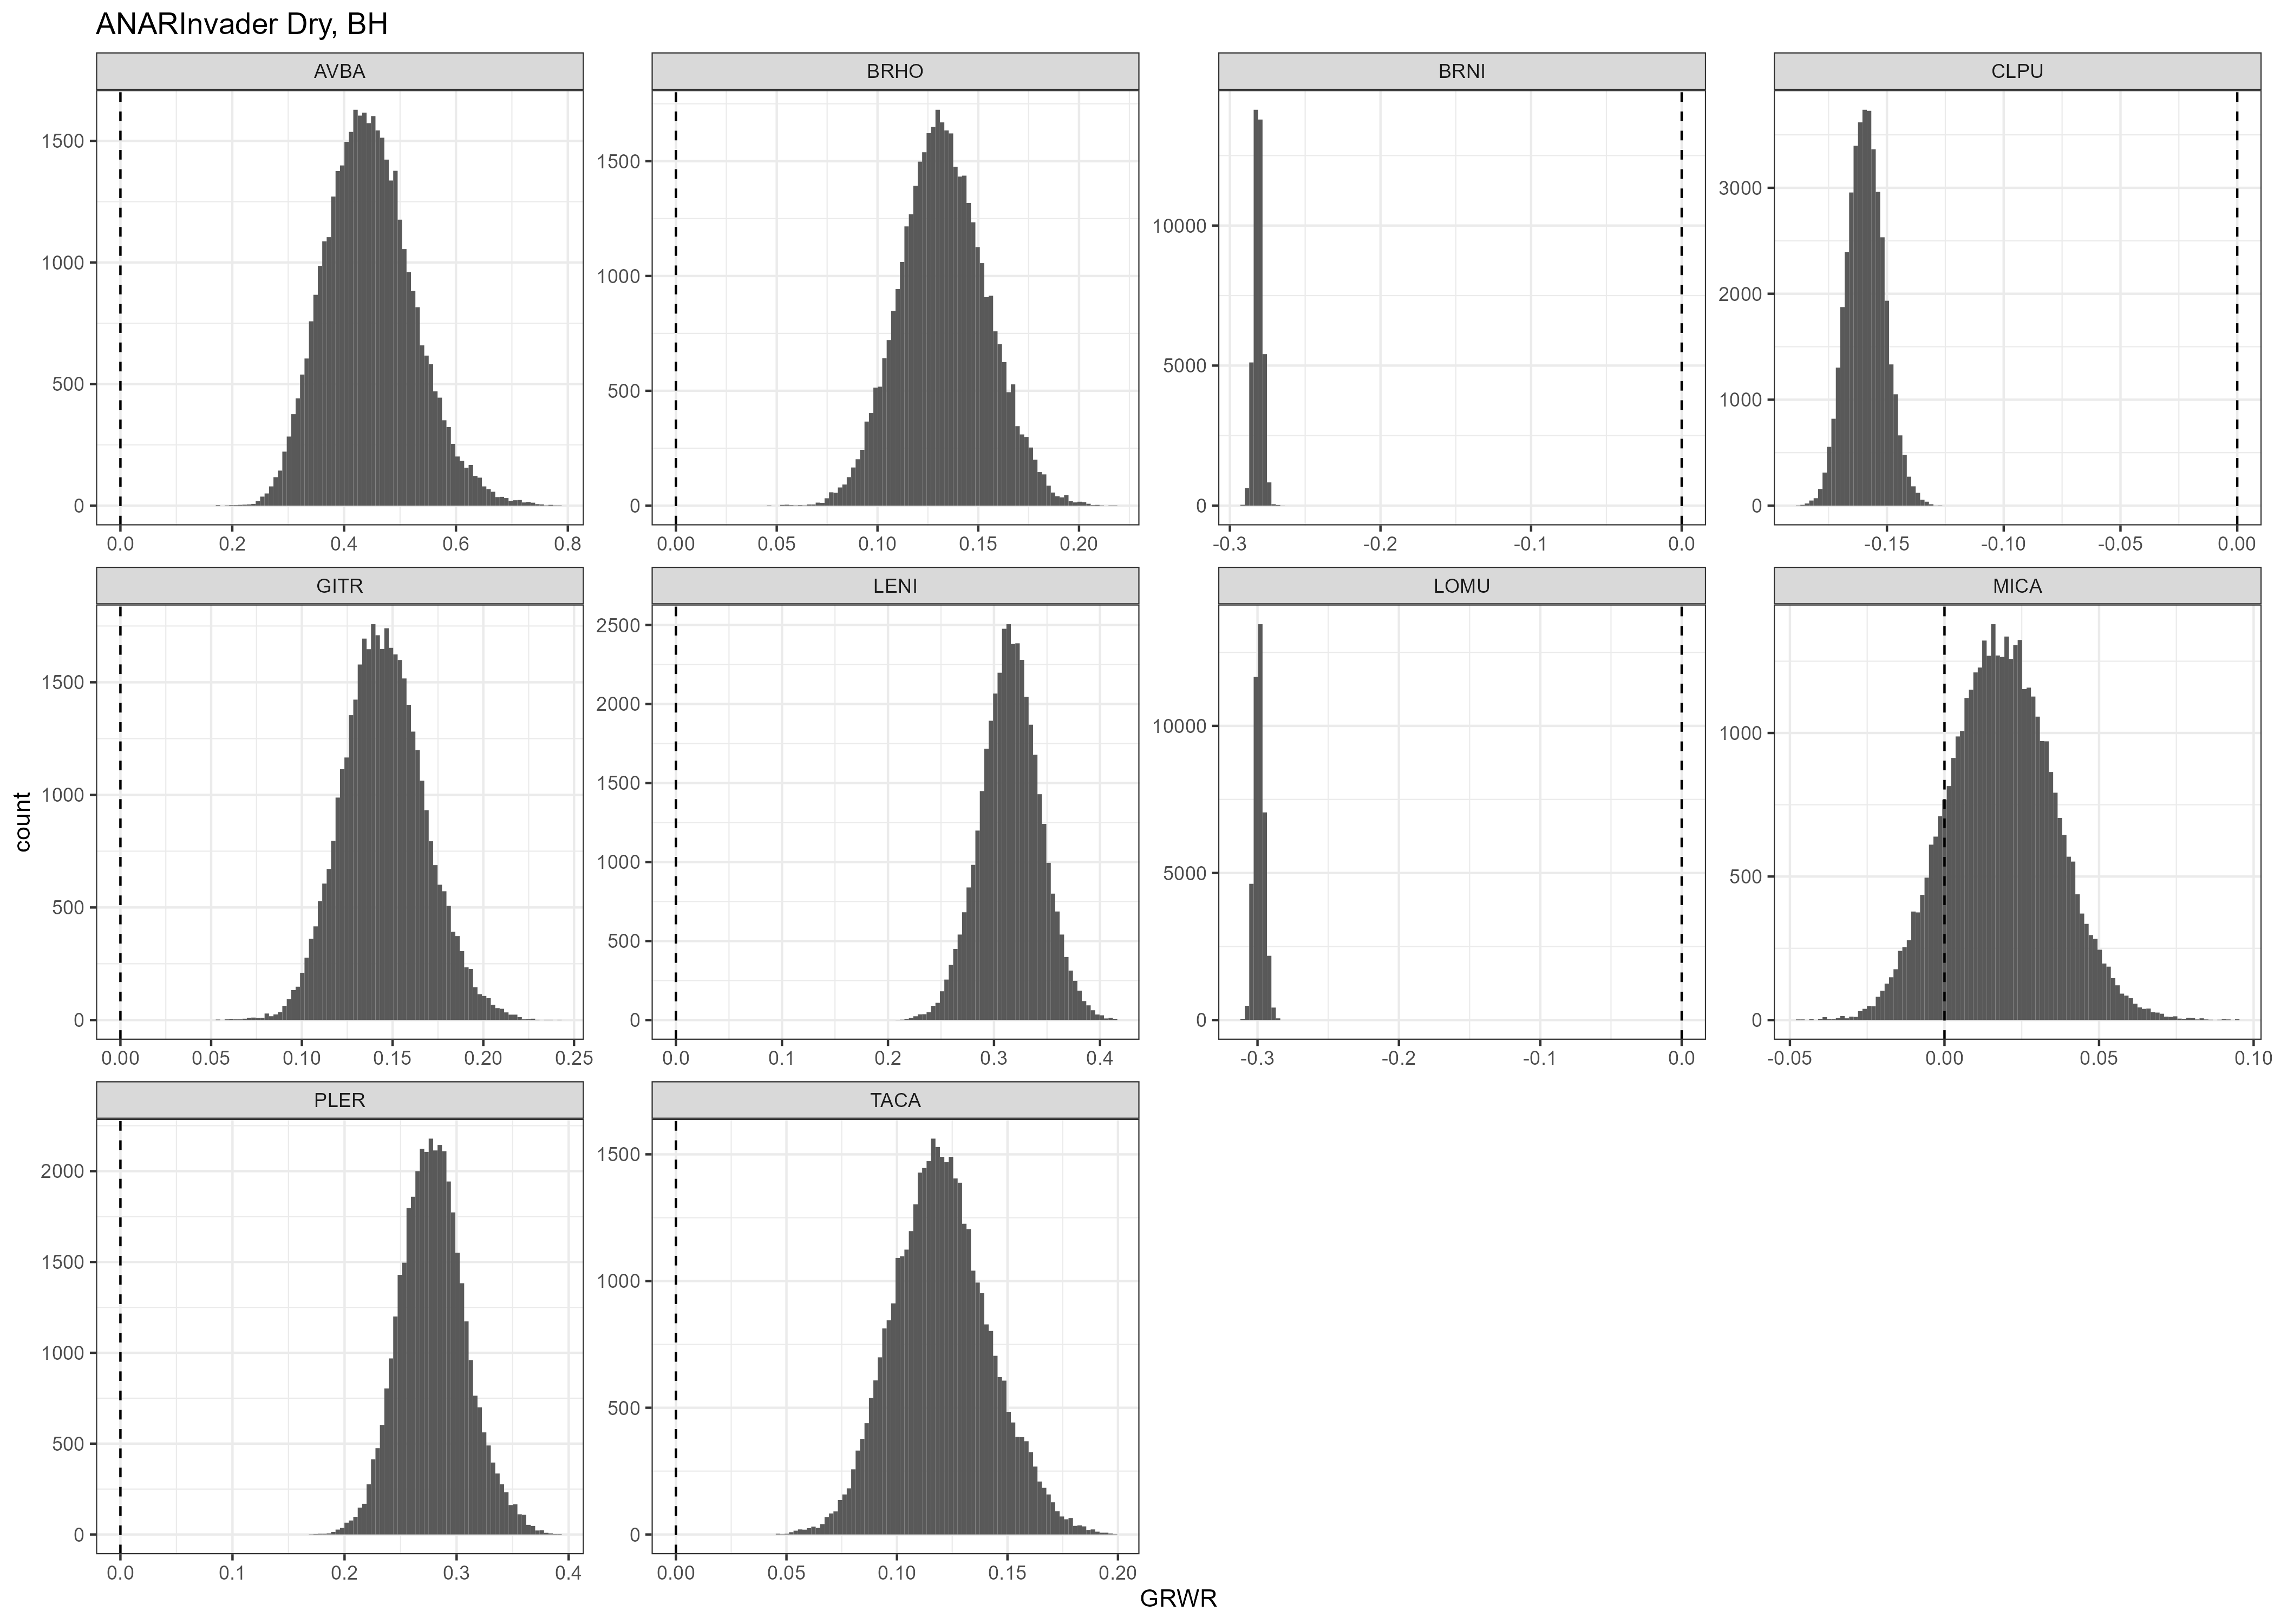 ANARInvader Dry, BH
AVBA BRHO BRNI CLPU
1500
1000
500
0
1500
1000
500
0
10000
5000
0
3000
2000
1000
0
0.0 0.2 0.4 0.6 0.8
0.00 0.05 0.10 0.15 0.20
-0.3 -0.2 -0.1 0.0
-0.15 -0.10 -0.05 0.00
GITR LENI LOMU MICA
1500
1000
500
0
2500
2000
1500
1000
500
0
10000
5000
0
1000
500
0
0.00 0.05 0.10 0.15 0.20 0.25
0.0 0.1 0.2 0.3 0.4
-0.3 -0.2 -0.1 0.0
-0.05 0.00 0.05 0.10
count
PLER TACA
2000
1500
1000
500
0
1500
1000
500
0
0.0 0.1 0.2 0.3 0.4
0.00 0.05 0.10 0.15 0.20
GRWR